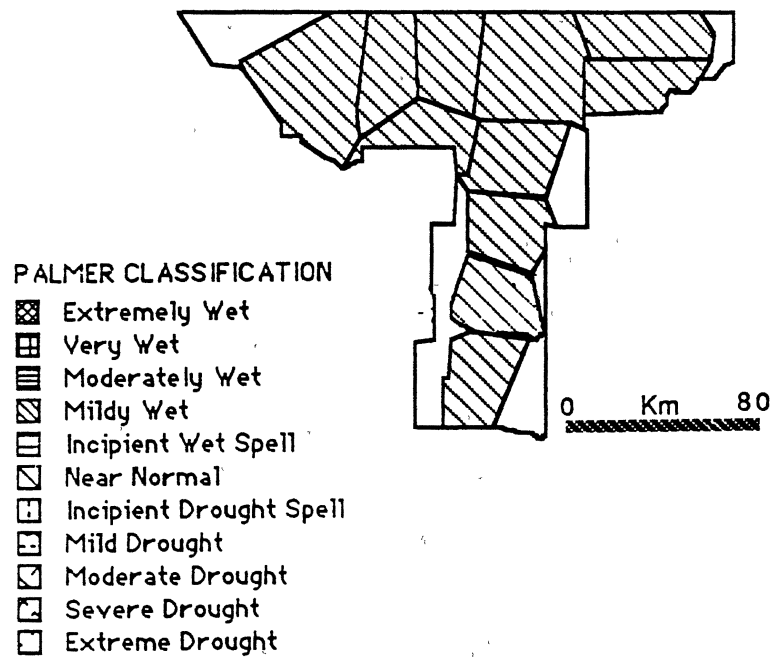 PALMER CLASSIFICATION
Extremely Wet
Very Wet
Moderately Wet
Mildy Wet
Incipient Wet Spell
Near Normal
Incipient Drought Spell
Mild Drought
Moderate Drought
Severe Drought
Extreme Drought
0 Km 80